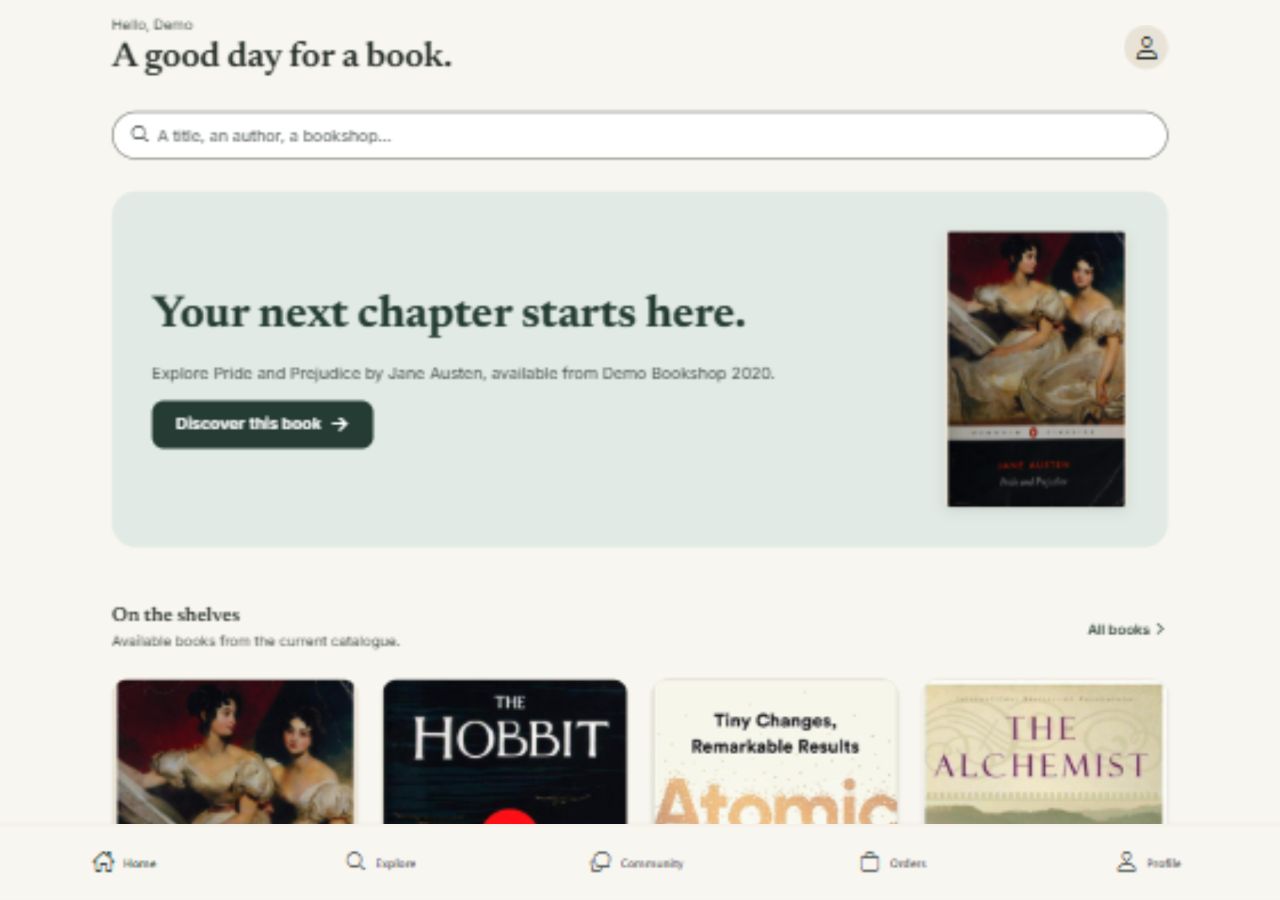 Hello, Demo
A good day for a book.
A title, an author, a bookshop...
Your next chapter starts here.
Explore Pride and Prejudice by Jane Austen, available from Demo Bookshop 2020.
Discover this book
PENGUIN CLASSICS
JANE AUSTEN
Pride and Prejudice
On the shelves
Available books from the current catalogue.
All books
THE
HOBBIT
Tiny Changes,
Remarkable Results
Atomic
THE
ALCHEMIST
Home
Explore
Community
Orders
Profile